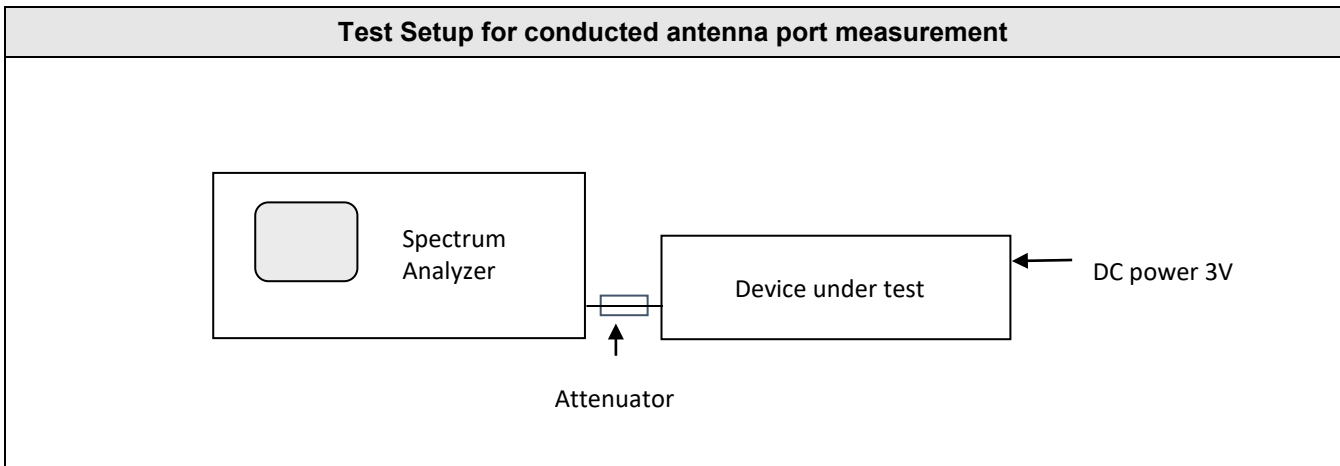 Test Setup for conducted antenna port measurement
Spectrum
Analyzer
Device under test
DC power 3V
Attenuator